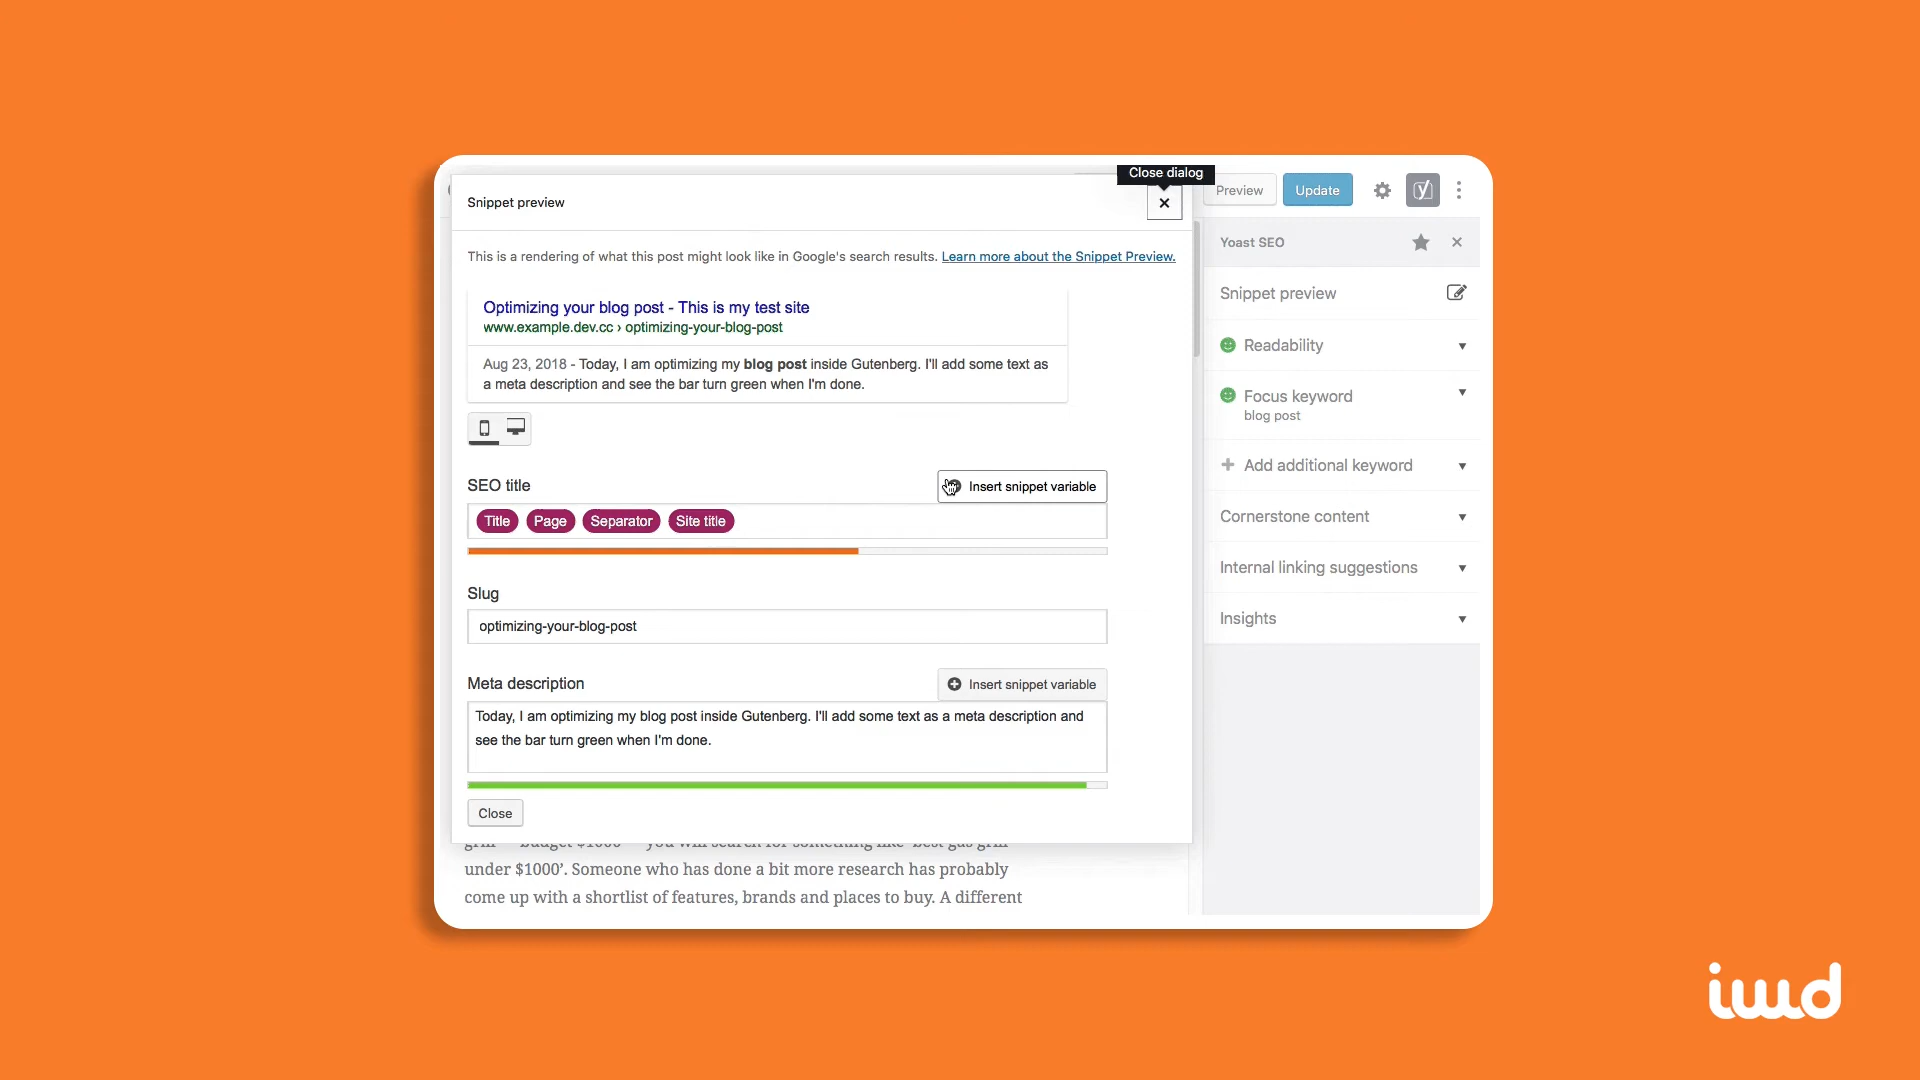 Close dialog
Snippet preview
Preview
Update
Yoast SEO
This is a rendering of what this post might look like in Google's search results. Learn more about the Snippet Preview.
Optimizing your blog post - This is my test site
www.example.dev.cc › optimizing-your-blog-post
Aug 23, 2018 - Today, I am optimizing my blog post inside Gutenberg. I'll add some text as
a meta description and see the bar turn green when I'm done.
SEO title
Insert snippet variable
Title Page Separator Site title
Slug
optimizing-your-blog-post
Meta description
Insert snippet variable
Today, I am optimizing my blog post inside Gutenberg. I'll add some text as a meta description and
see the bar turn green when I'm done.
Close
under $1000’. Someone who has done a bit more research has probably
come up with a shortlist of features, brands and places to buy. A different
Snippet preview
Readability
Focus keyword
blog post
Add additional keyword
Cornerstone content
Internal linking suggestions
Insights
iwd